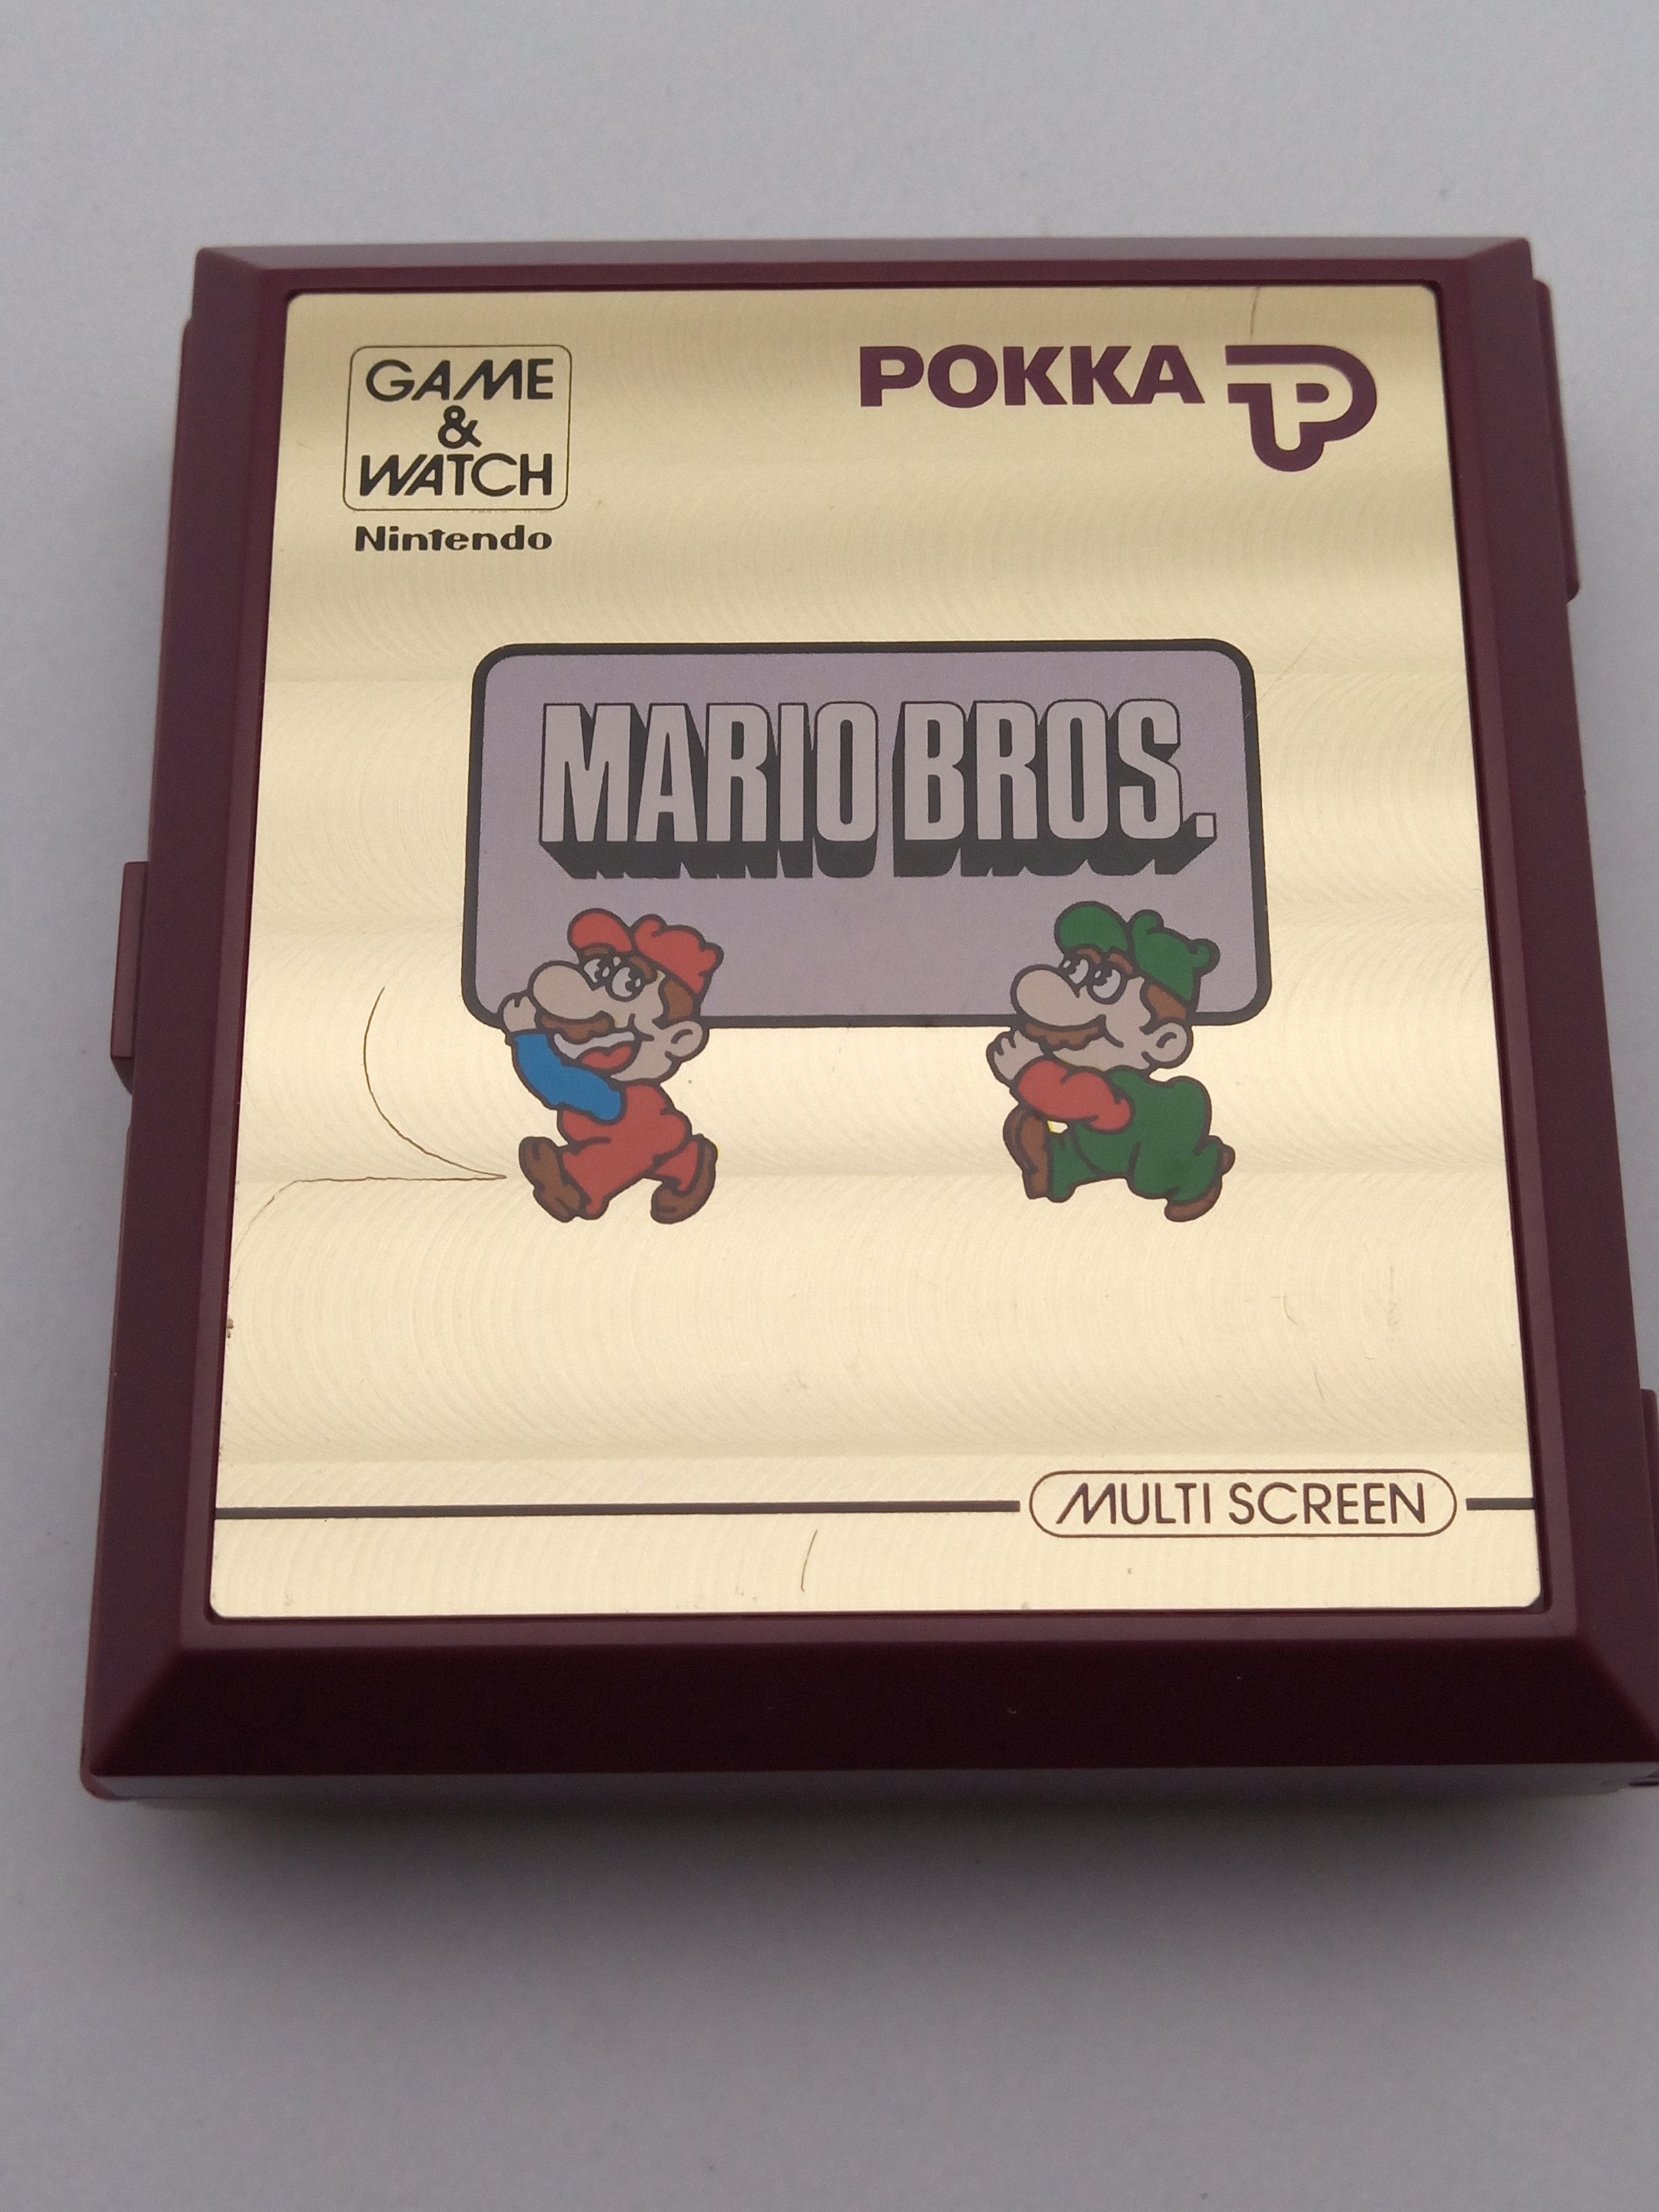 GAME
&
WATCH
Nintendo
POKKA
MARIO BROS.
MULTI SCREEN